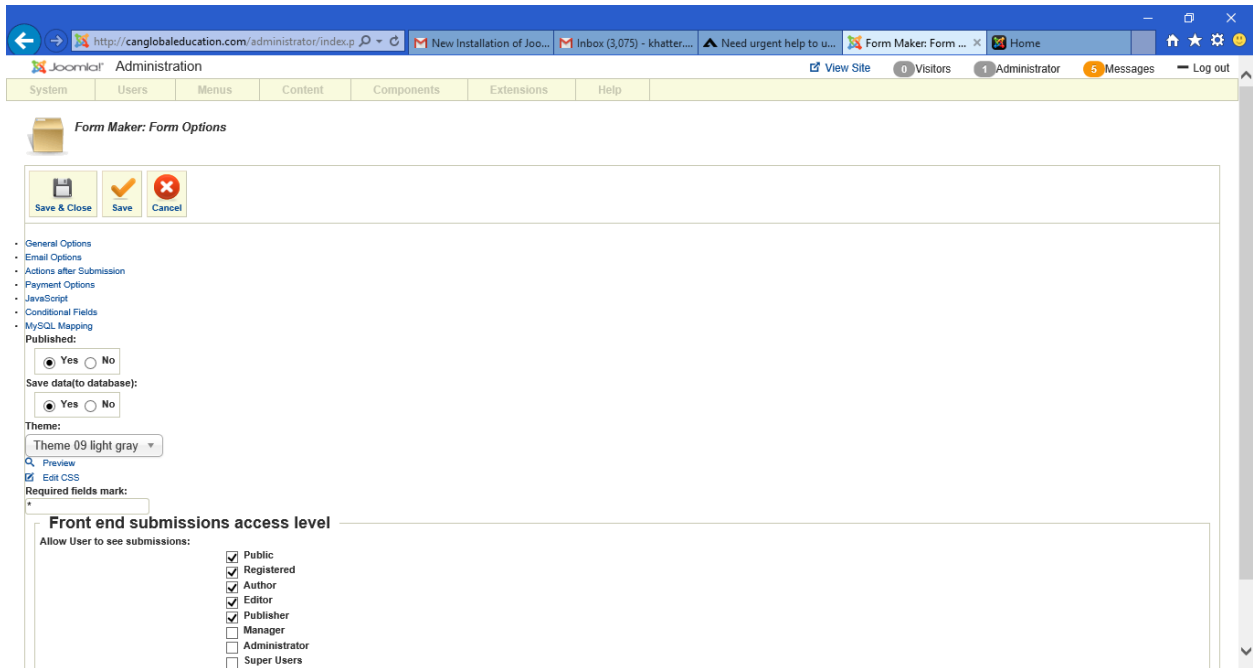 http://canglobaleducation.com/administrator/index.p
New Installation of Joo...
Inbox (3,075) - khatter....
Need urgent help to u...
Form Maker: Form ...
Home
Joomla! Administration
View Site
0 Visitors
1 Administrator
5 Messages
Log out
System Users Menus Content Components Extensions Help
Form Maker: Form Options
Save & Close Save Cancel
General Options
Email Options
Actions after Submission
Payment Options
JavaScript
Conditional Fields
MySQL Mapping
Published:
Yes No
Save data(to database):
Yes No
Theme:
Theme 09 light gray
Preview
Edit CSS
Required fields mark:
*
Front end submissions access level
Allow User to see submissions:
Public
Registered
Author
Editor
Publisher
Manager
Administrator
Super Users